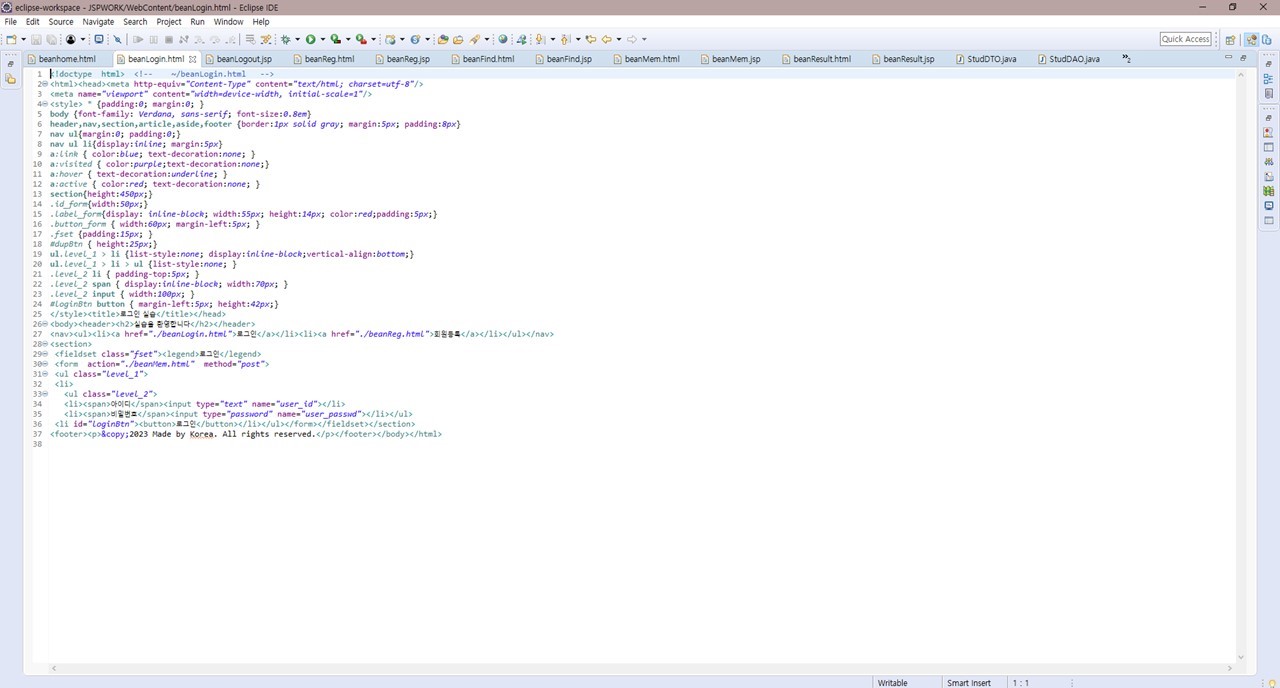 eclipse-workspace - JSPWORK/WebContent/beanLogin.html - Eclipse IDE
File Edit Source Navigate Search Project Run Window Help
Quick Access
beanhome.html beanLogin.html beanLogout.jsp beanReg.html beanReg.jsp beanFind.html beanFind.jsp beanMem.html beanMem.jsp beanResult.html beanResult.jsp StudDTO.java StudDAO.java »2
1 <!doctype html> <!-- ~/beanLogin.html -->
2 <html><head><meta http-equiv="Content-Type" content="text/html; charset=utf-8"/>
3 <meta name="viewport" content="width=device-width, initial-scale=1"/>
4 <style> * {padding:0; margin:0; }
5 body {font-family: Verdana, sans-serif; font-size:0.8em}
6 header,nav,section,article,aside,footer {border:1px solid gray; margin:5px; padding:8px}
7 nav ul{margin:0; padding:0;}
8 nav ul li{display:inline; margin:5px}
9 a:link { color:blue; text-decoration:none; }
10 a:visited { color:purple;text-decoration:none;}
11 a:hover { text-decoration:underline; }
12 a:active { color:red; text-decoration:none; }
13 section{height:450px;}
14 .id_form{width:50px;}
15 .label_form{display: inline-block; width:55px; height:14px; color:red;padding:5px;}
16 .button_form { width:60px; margin-left:5px; }
17 .fset {padding:15px; }
18 #dupBtn { height:25px;}
19 ul.level_1 > li {list-style:none; display:inline-block;vertical-align:bottom;}
20 ul.level_1 > li > ul {list-style:none; }
21 .level_2 li { padding-top:5px; }
22 .level_2 span { display:inline-block; width:70px; }
23 .level_2 input { width:100px; }
24 #loginBtn button { margin-left:5px; height:42px;}
25 </style><title>로그인 실습</title></head>
26 <body><header><h2>실습을 환영합니다</h2></header>
27 <nav><ul><li><a href="./beanLogin.html">로그인</a></li><li><a href="./beanReg.html">회원등록</a></li></ul></nav>
28 <section>
29 <fieldset class="fset"><legend>로그인</legend>
30 <form action="./beanMem.html" method="post">
31 <ul class="level_1">
32 <li>
33 <ul class="level_2">
34 <li><span>아이디</span><input type="text" name="user_id"></li>
35 <li><span>비밀번호</span><input type="password" name="user_passwd"></li></ul>
36 <li id="loginBtn"><button>로그인</button></li></ul></form></fieldset></section>
37 <footer><p>&copy;2023 Made by Korea. All rights reserved.</p></footer></body></html>
38
Writable Smart Insert 1 : 1